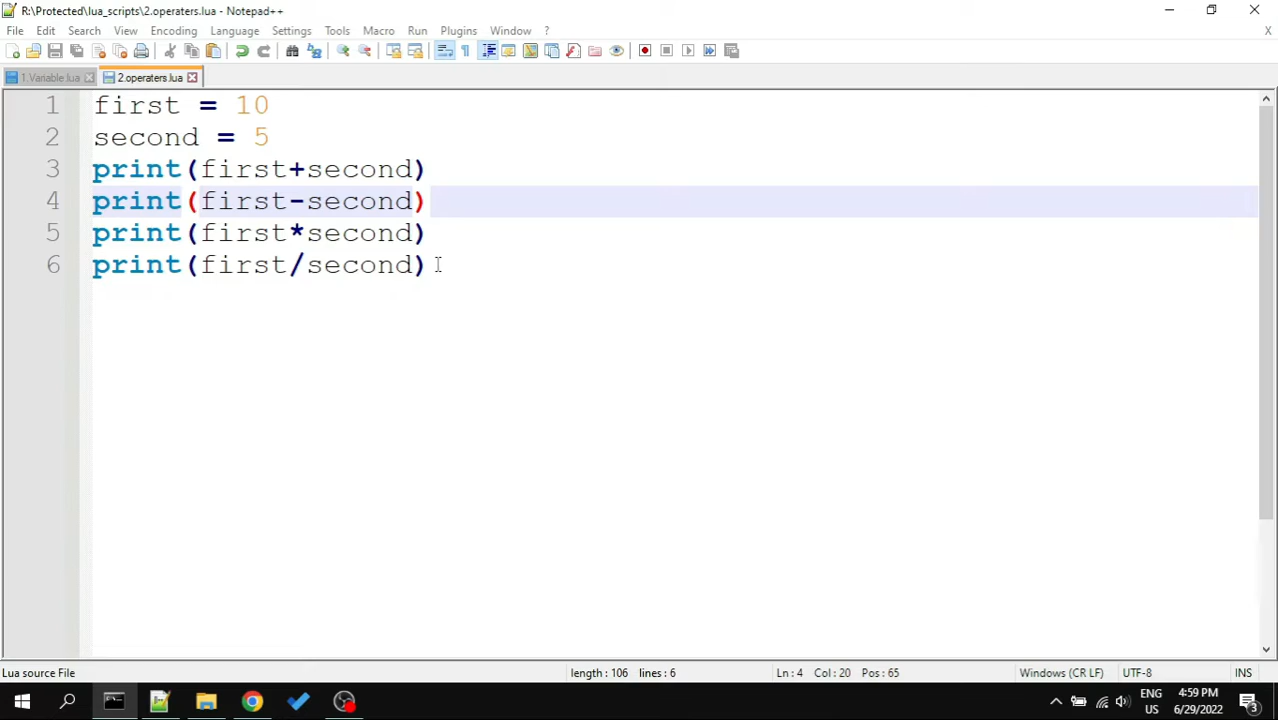 R:\Protected\lua_scripts\2.operaters.lua - Notepad++
File Edit Search View Encoding Language Settings Tools Macro Run Plugins Window ? X
1.Variable.lua 2.operaters.lua
1 first = 10
2 second = 5
3 print(first+second)
4 print(first-second)
5 print(first*second)
6 print(first/second)
Lua source File length : 106 lines : 6 Ln : 4 Col : 20 Pos : 65 Windows (CR LF) UTF-8 INS
ENG 4:59 PM
US 6/29/2022 3